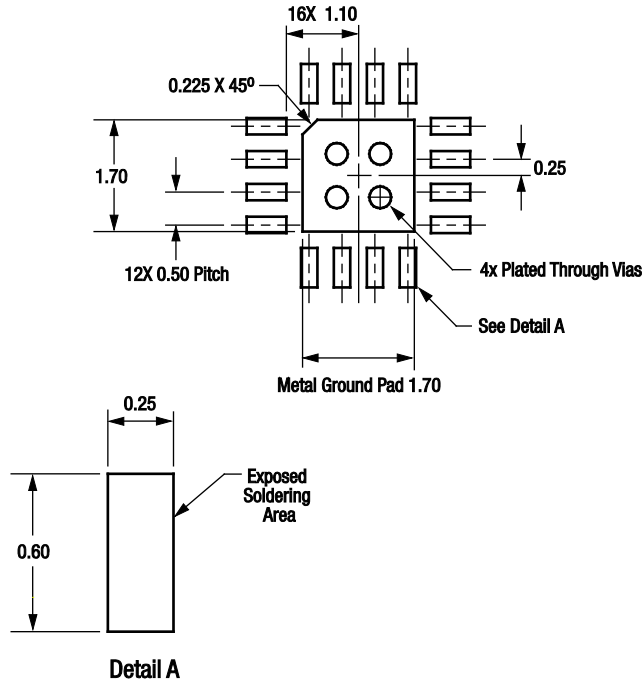 16X 1.10
0.225 X 45º
1.70
0.25
12X 0.50 Pitch
4x Plated Through Vias
See Detail A
Metal Ground Pad 1.70
0.25
Exposed
Soldering
Area
0.60
Detail A